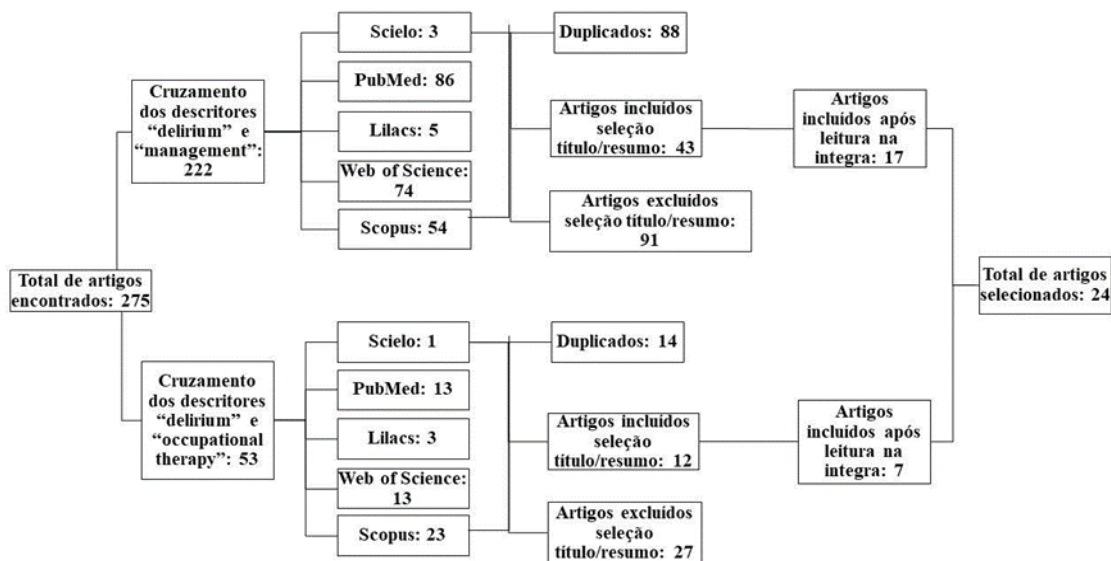 Total de artigos
encontrados: 275
Cruzamento
dos descritores
“delirium” e
“management”:
222
Scielo: 3
PubMed: 86
Lilacs: 5
Web of Science:
74
Scopus: 54
Duplicados: 88
Artigos incluídos
seleção
título/resumo: 43
Artigos excluídos
seleção título/resumo:
91
Artigos
incluídos após
leitura na
integra: 17
Cruzamento
dos descritores
“delirium” e
“occupational
therapy”: 53
Scielo: 1
PubMed: 13
Lilacs: 3
Web of Science:
13
Scopus: 23
Duplicados: 14
Artigos incluídos
seleção
título/resumo: 12
Artigos excluídos
seleção
título/resumo: 27
Artigos
incluídos após
leitura na
integra: 7
Total de artigos
selecionados: 24